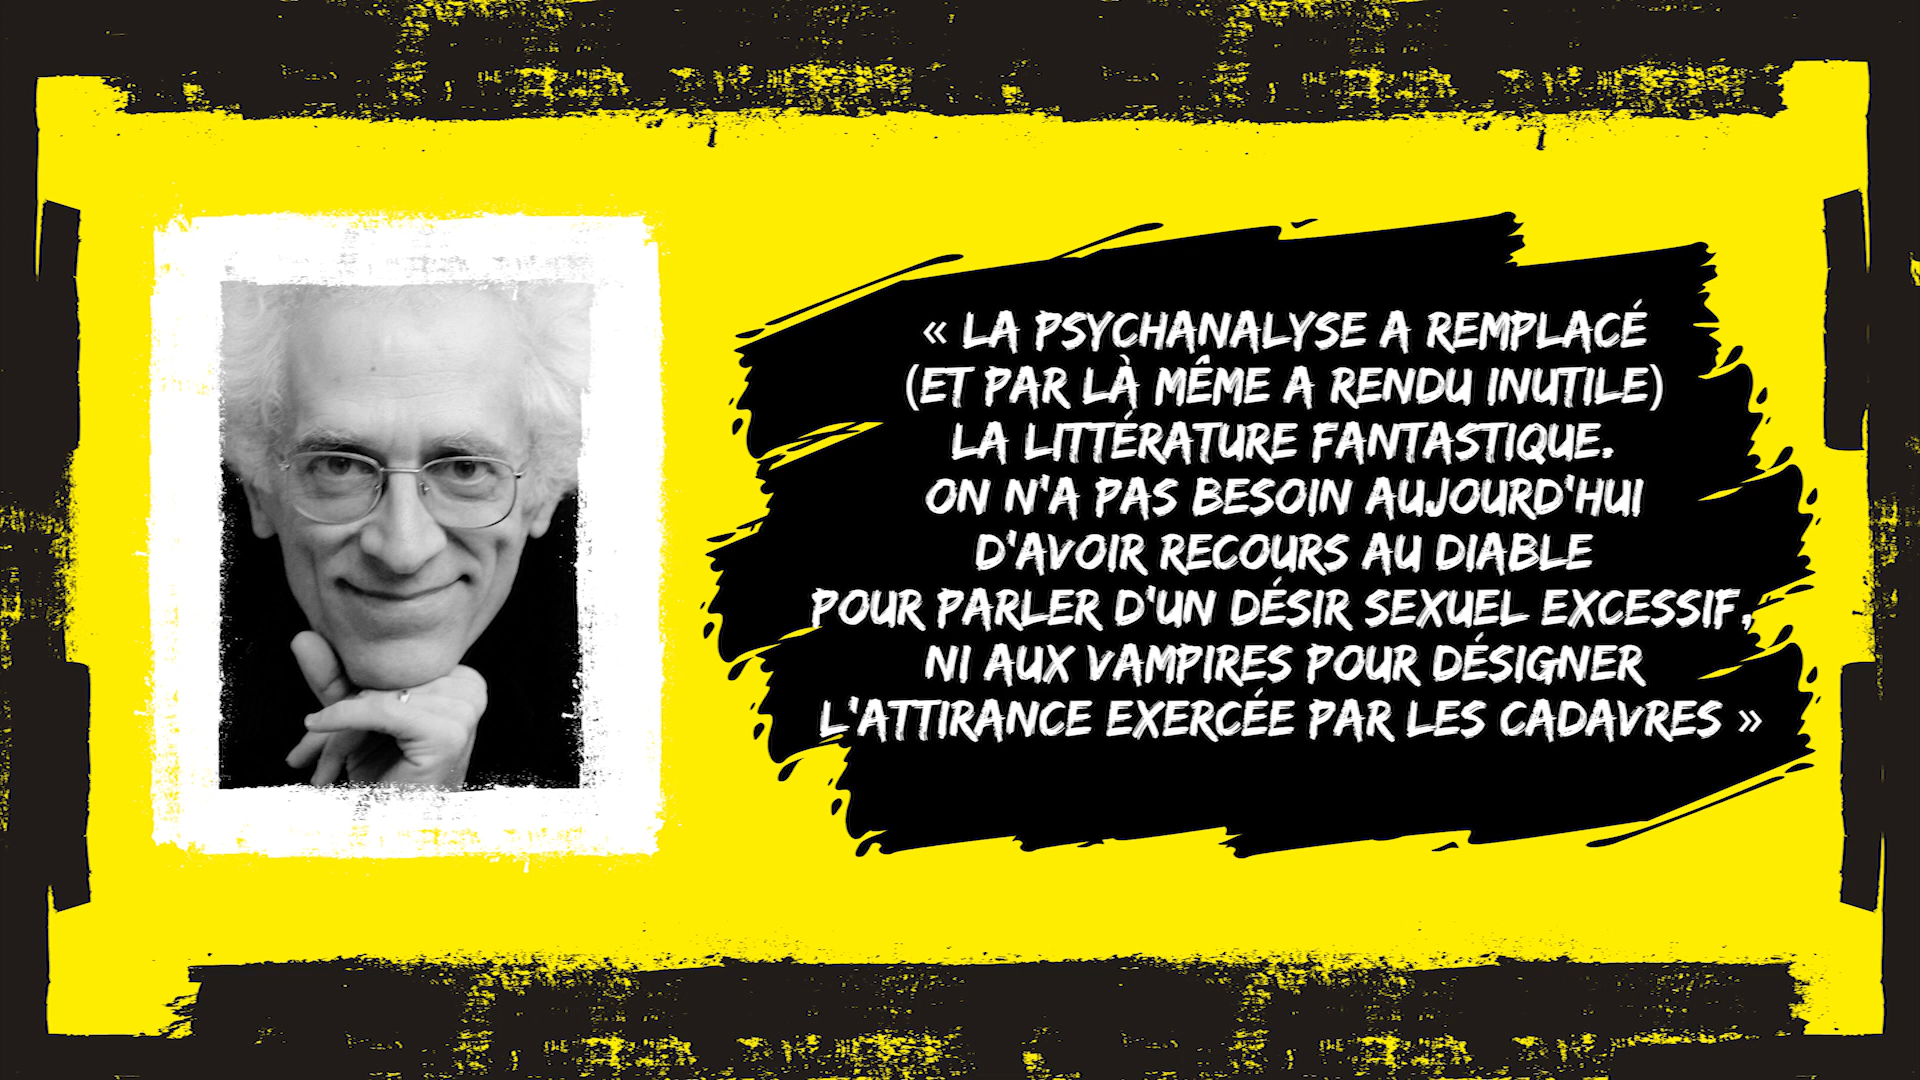 « LA PSYCHANALYSE A REMPLACÉ
(ET PAR LÀ MÊME A RENDU INUTILE)
LA LITTÉRATURE FANTASTIQUE.
ON N'A PAS BESOIN AUJOURD'HUI
D'AVOIR RECOURS AU DIABLE
POUR PARLER D'UN DÉSIR SEXUEL EXCESSIF,
NI AUX VAMPIRES POUR DÉSIGNER
L'ATTIRANCE EXERCÉE PAR LES CADAVRES »